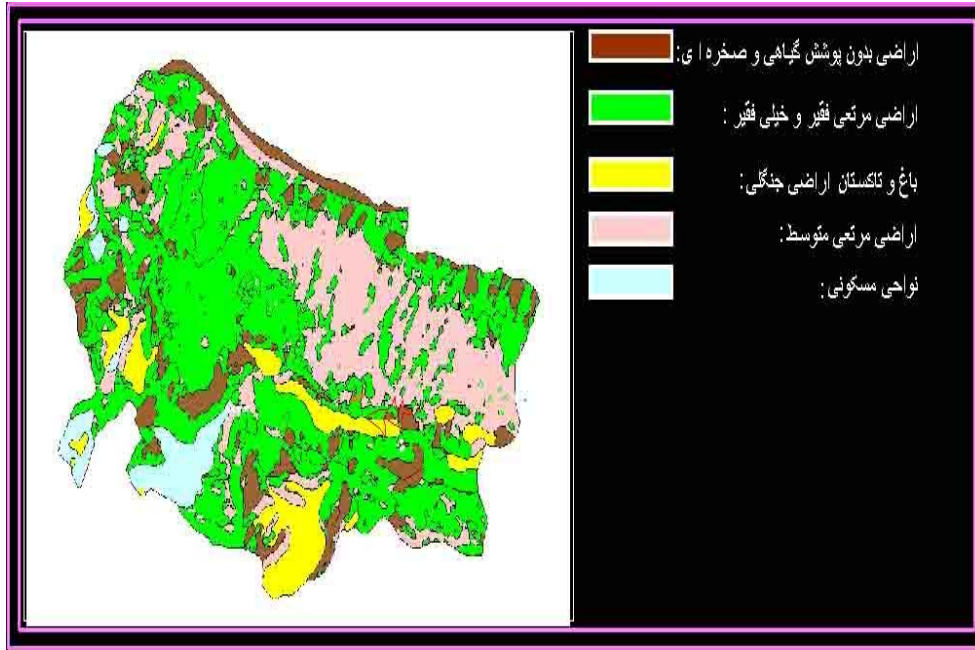 اراضی بدون پوشش گیاهی و صخره ا ی:
اراضی مرتعی فقیر و خیلی فقیر :
باغ و تاکستان اراضی جنگلی:
اراضی مرتعی متوسط:
نواحی مسکونی: